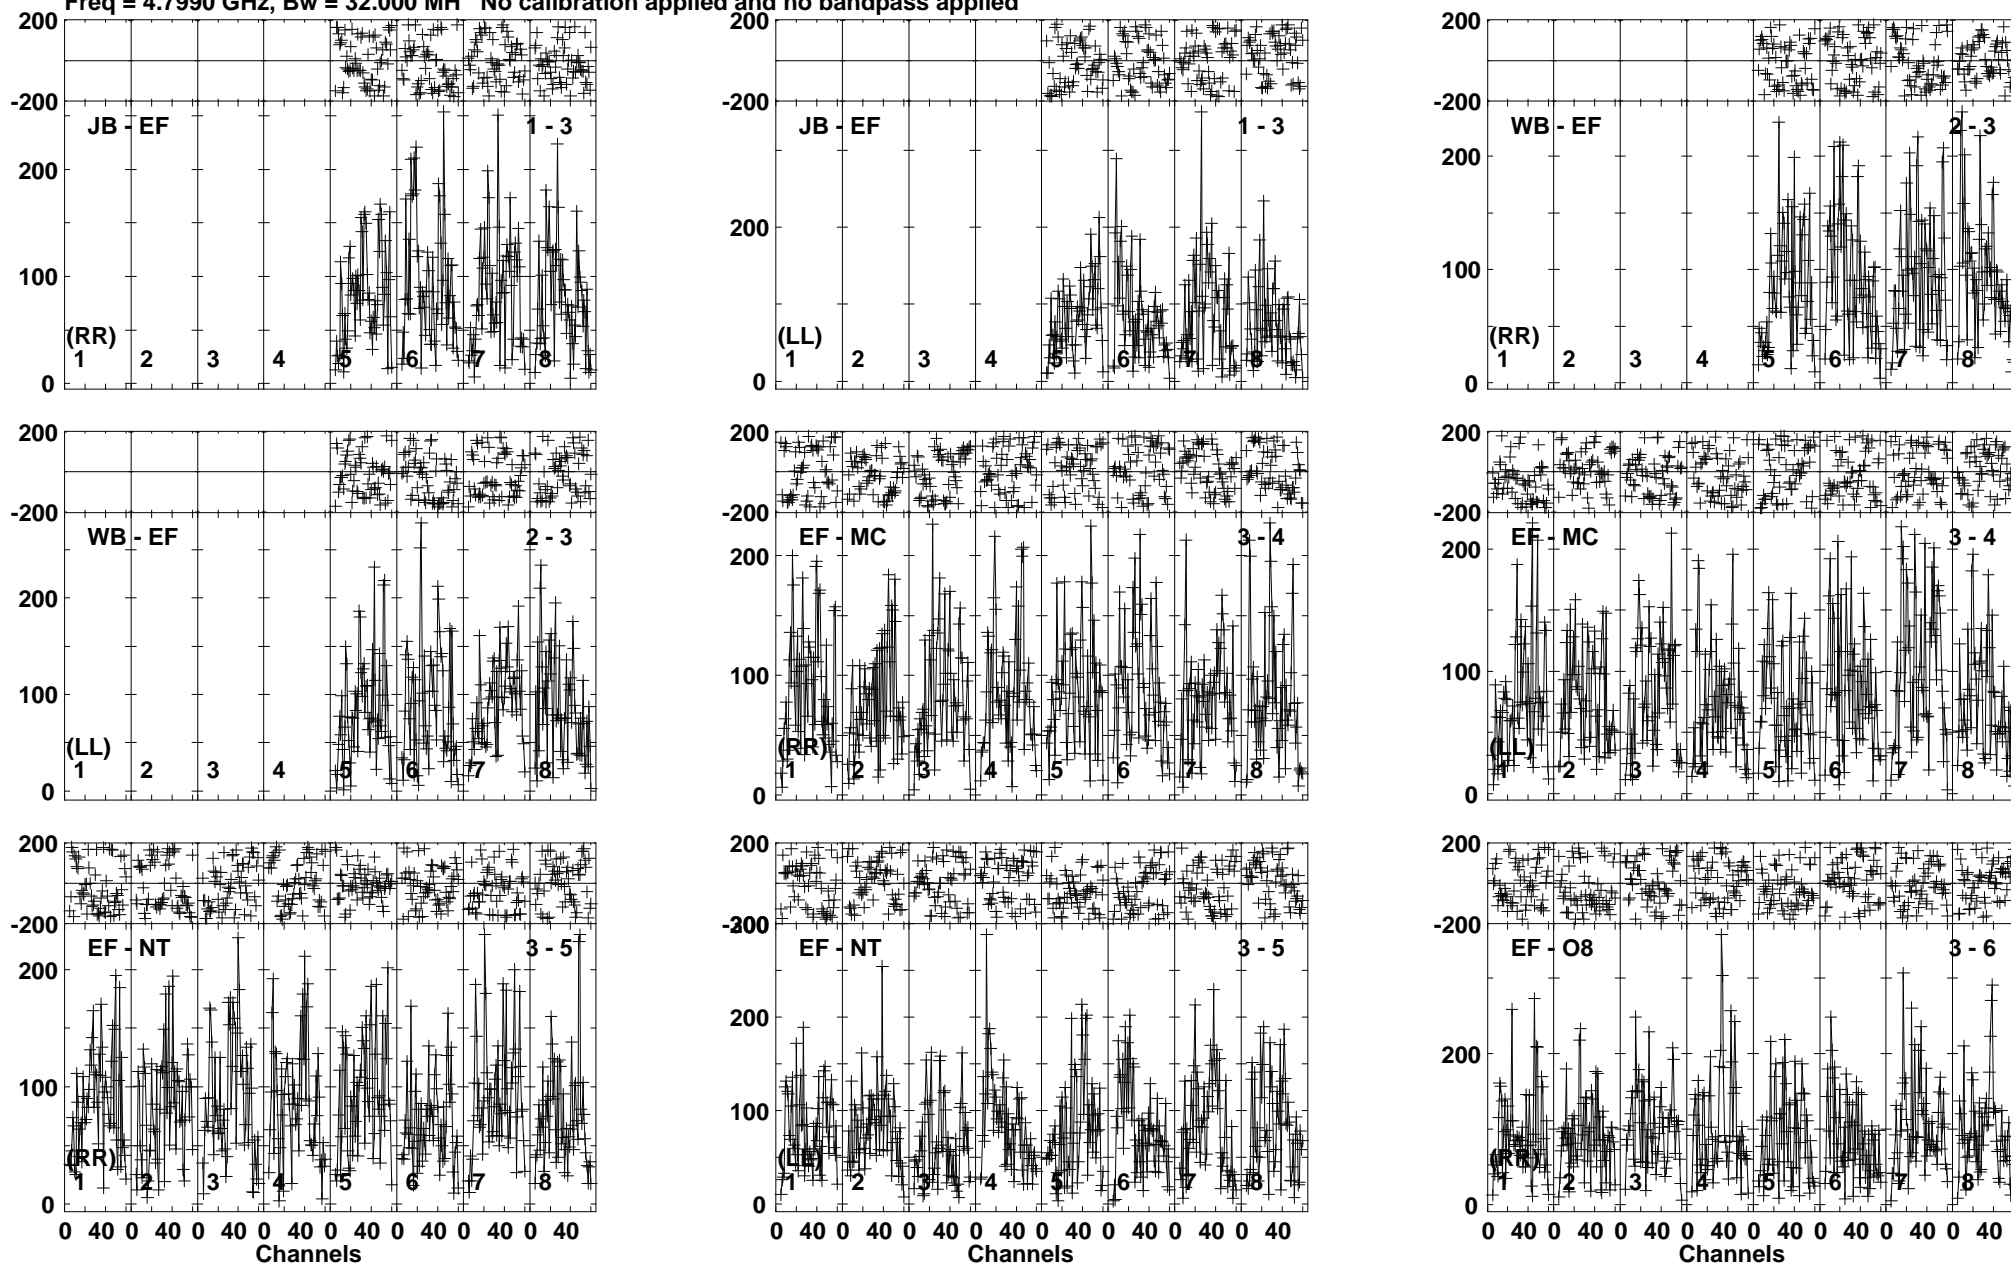 Freq = 4.7990 GHz, Bw = 32.000 MH No calibration applied and no bandpass applied
200 200 200
-200 -200 -200
JB - EF 1 - 3 JB - EF 1 - 3 WB - EF 2 - 3
200 200 200
100 100
(RR) (LL) (RR)
1 2 3 4 5 6 7 8 1 2 3 4 5 6 7 8 1 2 3 4 5 6 7 8
0 0 0
200 200 200
-200 -200 -200
WB - EF 2 - 3 EF - MC 3 - 4 EF - MC 3 - 4
200 200 200
100 100 100
(LL) (RR) (LL)
1 2 3 4 5 6 7 8 1 2 3 4 5 6 7 8 1 2 3 4 5 6 7 8
0 0 0
200 200 200
-200 -200 -200
300
EF - NT 3 - 5 EF - NT 3 - 5 EF - O8 3 - 6
200 200 200
100 100
(RR) (LL) (RR)
1 2 3 4 5 6 7 8 1 2 3 4 5 6 7 8 1 2 3 4 5 6 7 8
0 0 0
0 40 0 40 0 40 0 40 0 40 0 40 0 40 0 40 0 40 0 40 0 40 0 40 0 40 0 40 0 40 0 40 0 40 0 40 0 40 0 40 0 40 0 40 0 40 0 40
Channels Channels Channels